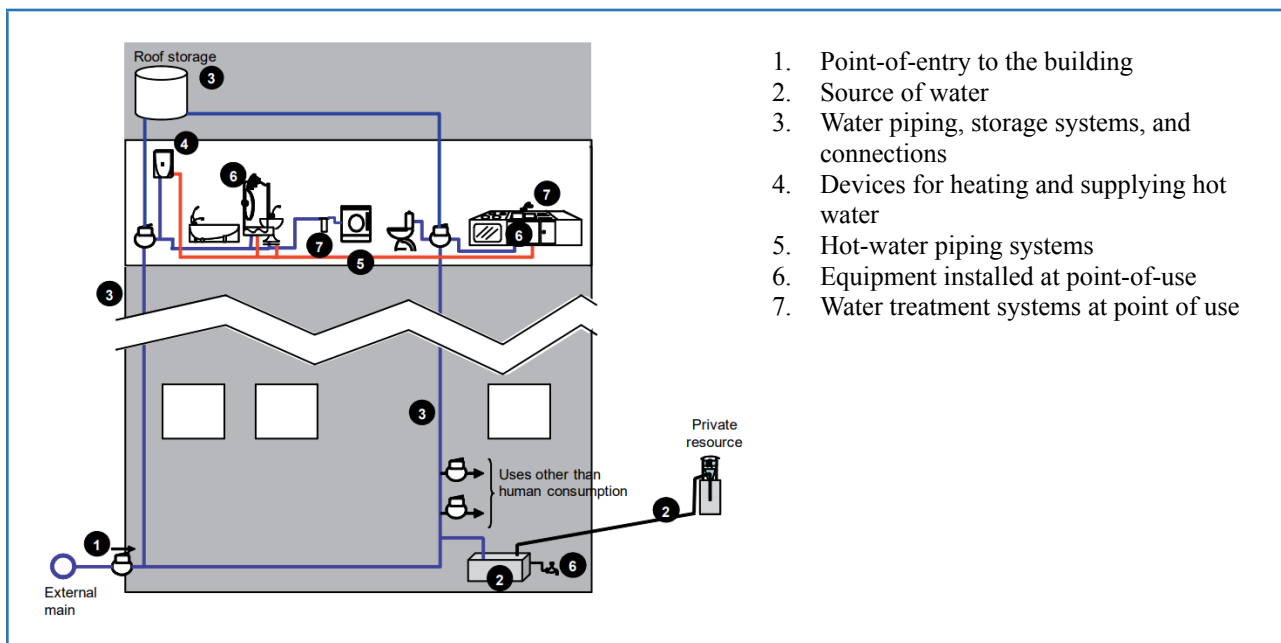 Roof storage
3
4
6
7
6
7
5
3
3
Uses other than
human consumption
Private
resource
2
1
2
6
External
main
1. Point-of-entry to the building
2. Source of water
3. Water piping, storage systems, and
connections
4. Devices for heating and supplying hot
water
5. Hot-water piping systems
6. Equipment installed at point-of-use
7. Water treatment systems at point of use